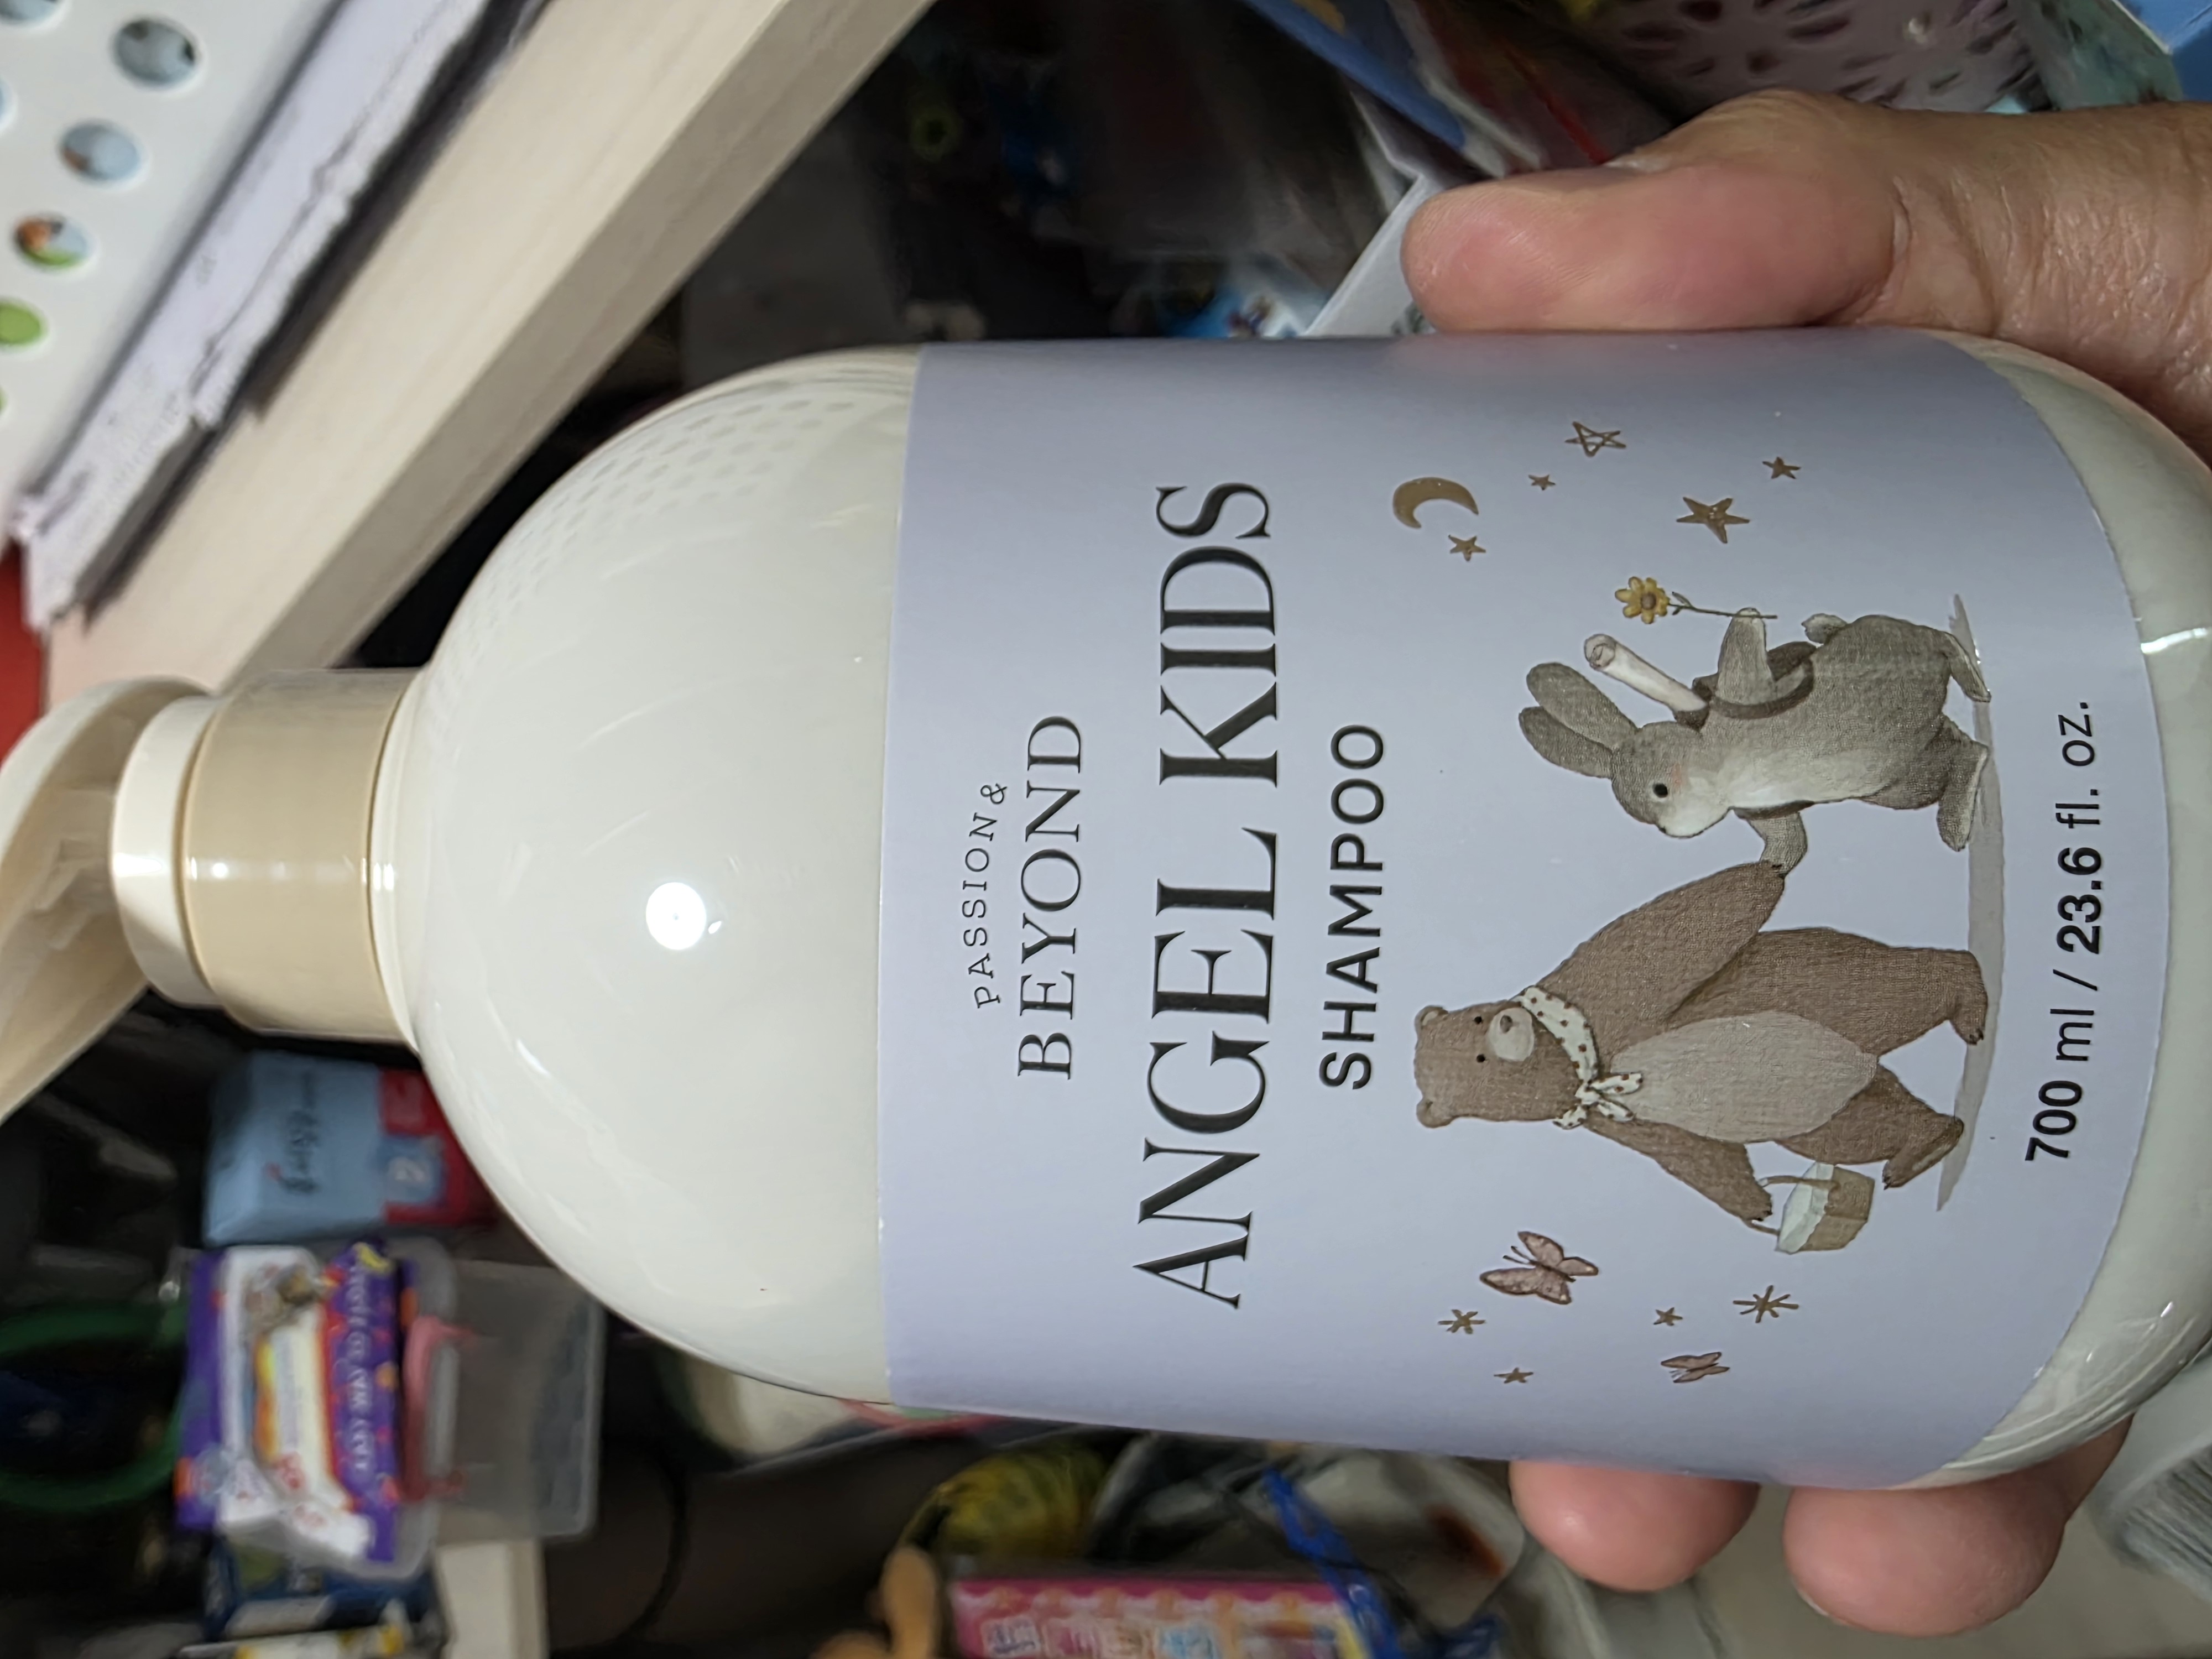 PASSION &
BEYOND
ANGEL KIDS
SHAMPOO
700 ml / 23.6 fl. oz.